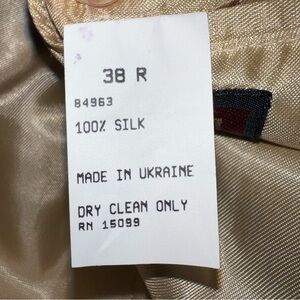 38 R
84963
100% SILK
MADE IN UKRAINE
DRY CLEAN ONLY
RN 15099